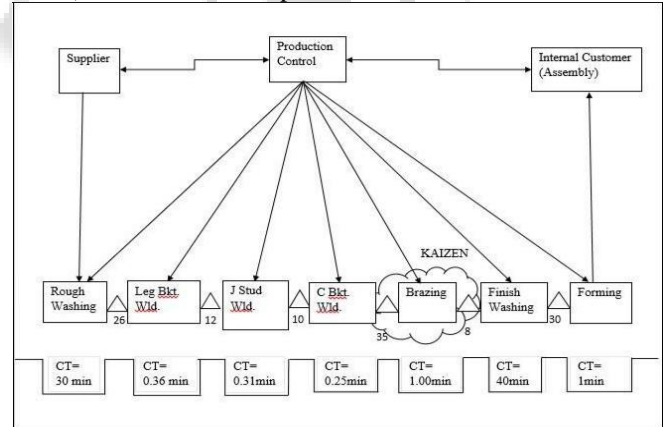 Supplier
Production
Control
Internal Customer
(Assembly)
KAIZEN
Rough
Washing
Leg Bkt.
Wld.
J Stud
Wld.
C Bkt.
Wld.
Brazing
Finish
Washing
Forming
26
12
10
35
8
30
CT=
30 min
CT=
0.36 min
CT=
0.31min
CT=
0.25min
CT=
1.00min
CT=
40min
CT=
1min